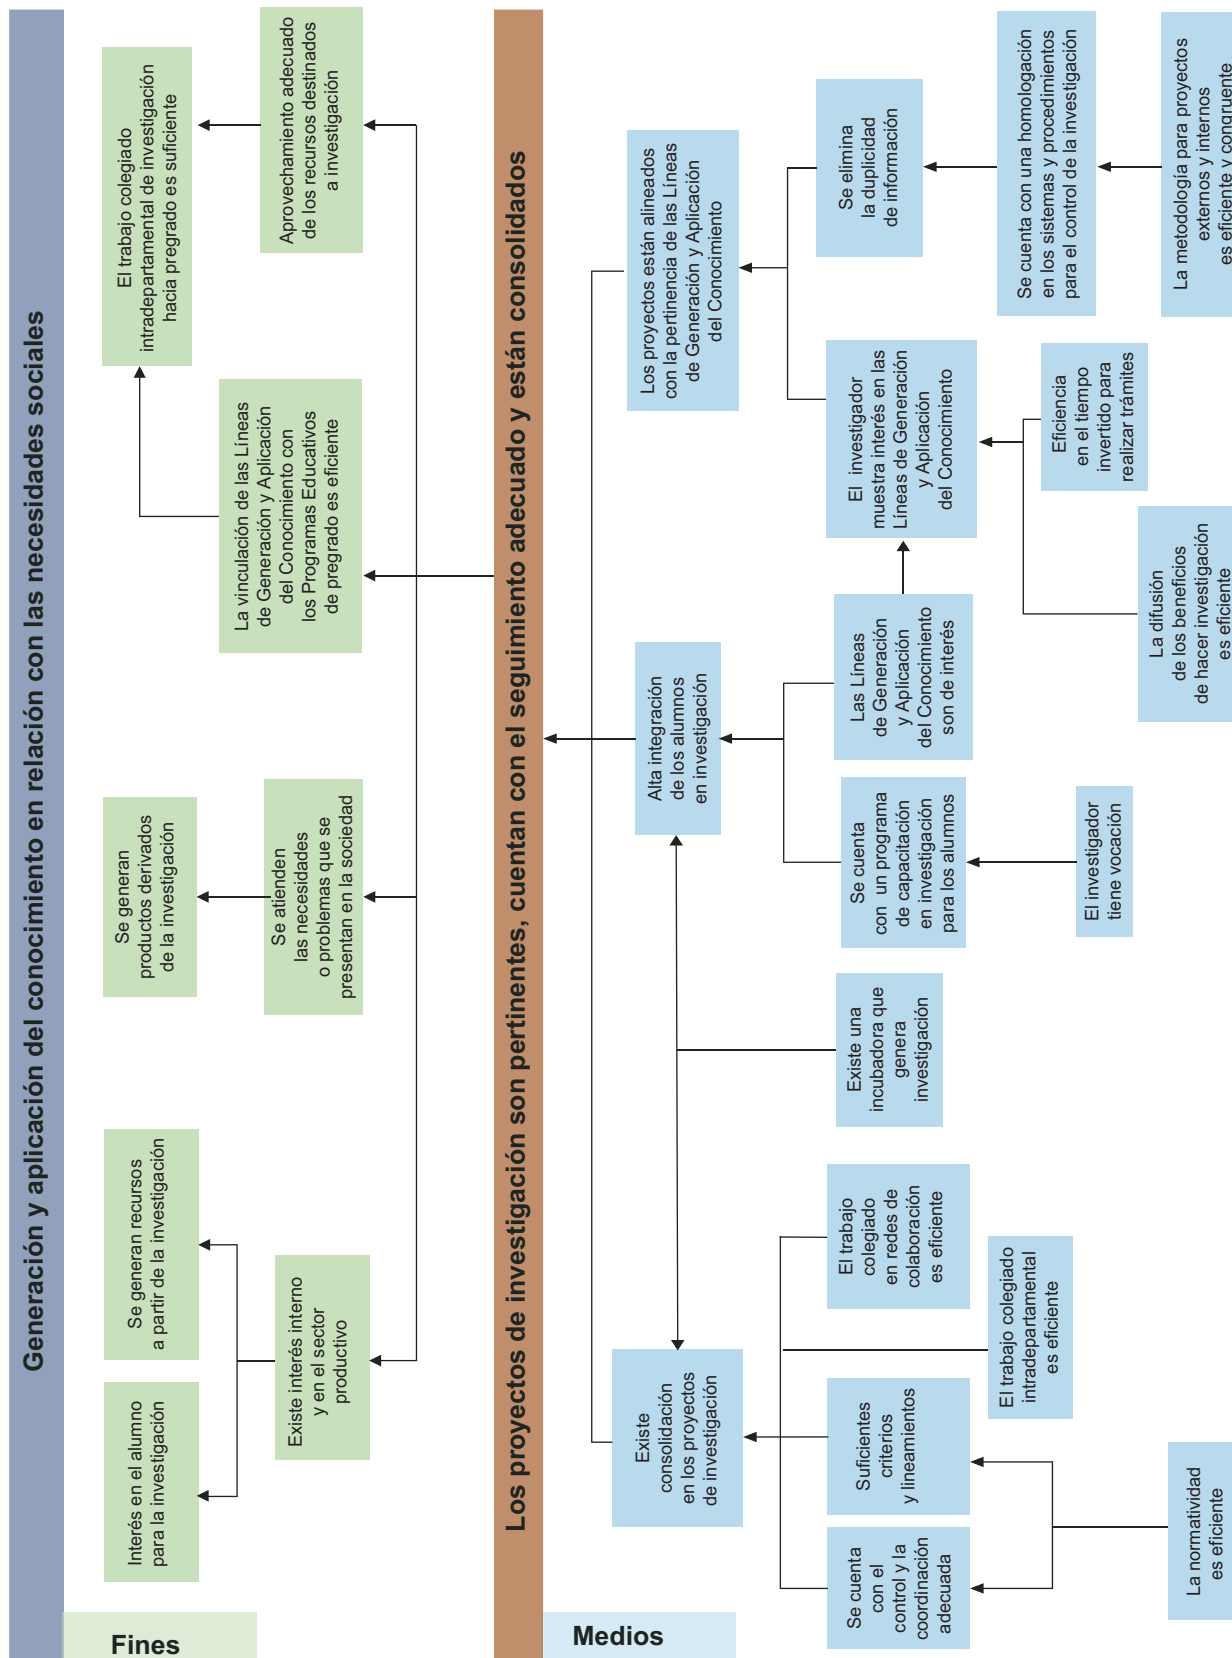 Generación y aplicación del conocimiento en relación con las necesidades sociales
Fines
Interés en el alumno
para la investigación
Se generan recursos
a partir de la investigación
Se generan
productos derivados
de la investigación
El trabajo colegiado
intradepartamental de investigación
hacia pregrado es suficiente
Existe interés interno
y en el sector
productivo
Se atienden
las necesidades
o problemas que se
presentan en la sociedad
La vinculación de las Líneas
de Generación y Aplicación
del Conocimiento con
los Programas Educativos
de pregrado es eficiente
Aprovechamiento adecuado
de los recursos destinados
a investigación
Los proyectos de investigación son pertinentes, cuentan con el seguimiento adecuado y están consolidados
Medios
Existe
consolidación
en los proyectos
de investigación
Alta integración
de los alumnos
en investigación
Los proyectos están alineados
con la pertinencia de las Líneas
de Generación y Aplicación
del Conocimiento
Se cuenta
con el
control y la
coordinación
adecuada
Suficientes
criterios
y lineamientos
El trabajo
colegiado
en redes de
colaboración
es eficiente
Existe una
incubadora que
genera
investigación
Se cuenta
con un programa
de capacitación
en investigación
para los alumnos
Las Líneas
de Generación
y Aplicación
del Conocimiento
son de interés
El investigador
muestra interés en las
Líneas de Generación
y Aplicación
del Conocimiento
Se elimina
la duplicidad
de información
El trabajo colegiado
intradepartamental
es eficiente
El investigador
tiene vocación
Eficiencia
en el tiempo
invertido para
realizar trámites
Se cuenta con una homologación
en los sistemas y procedimientos
para el control de la investigación
La normatividad
es eficiente
La difusión
de los beneficios
de hacer investigación
es eficiente
La metodología para proyectos
externos y internos
es eficiente y congruente